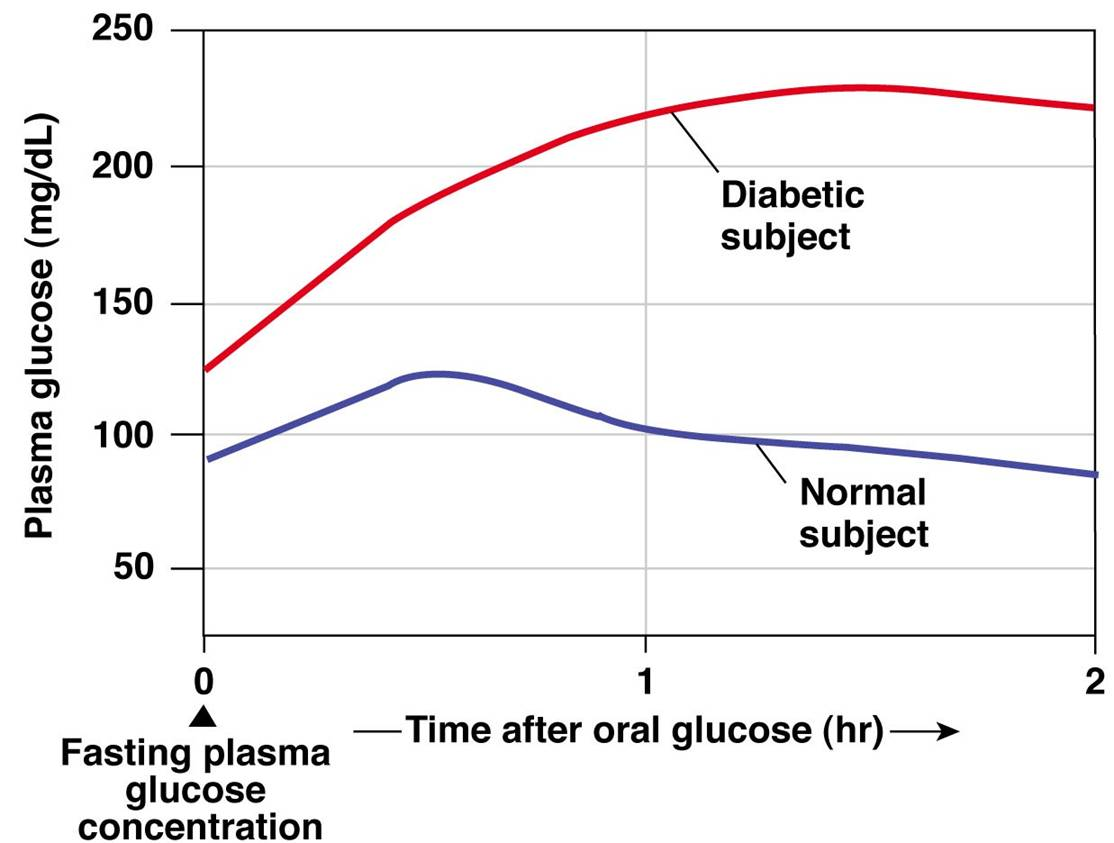 Plasma glucose (mg/dL)
250
200
150
100
50
Diabetic
subject
Normal
subject
0
1
2
Time after oral glucose (hr)
Fasting plasma
glucose
concentration